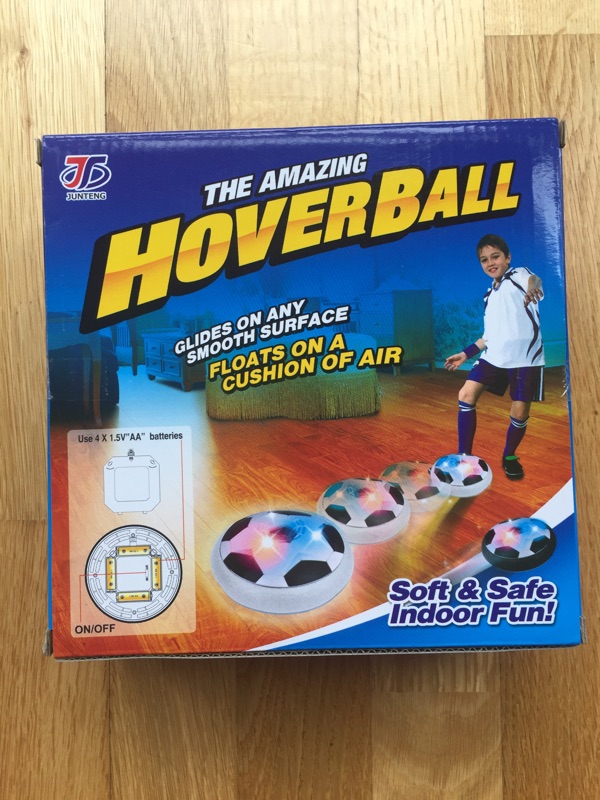 JUNTENG
THE AMAZING
HOVERBALL
GLIDES ON ANY
SMOOTH SURFACE
FLOATS ON A
CUSHION OF AIR
Use 4 X 1.5V"AA" batteries
ON/OFF
Soft & Safe
Indoor Fun!